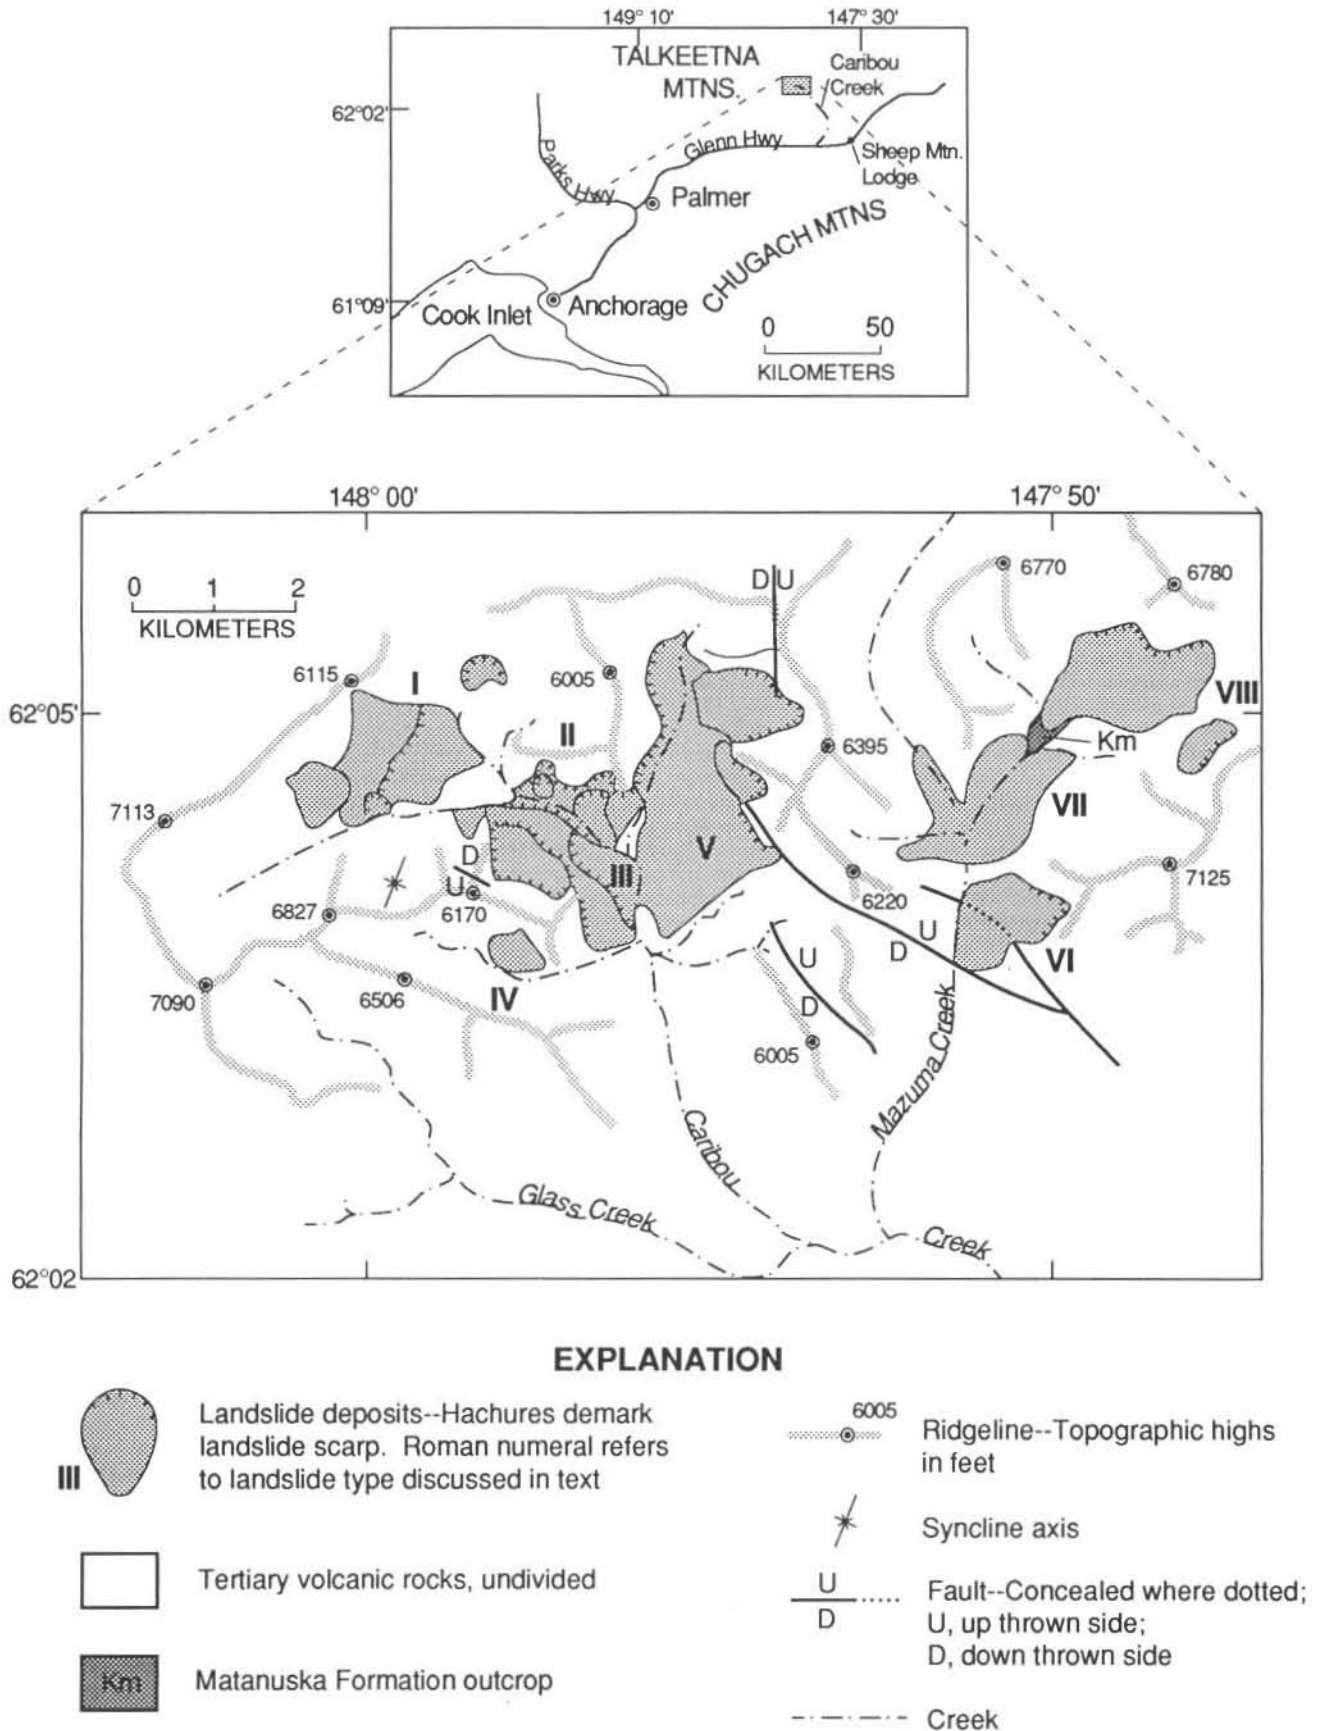 149° 10'
147° 30'
TALKEETNA
MTNS.
Caribou
Creek
62°02'
Parks Hwy
Glenn Hwy
Sheep Mtn.
Lodge
Palmer
CHUGACH MTNS
61°09'
Cook Inlet
Anchorage
0 50
KILOMETERS
148° 00'
147° 50'
0 1 2
KILOMETERS
D U
6770
6780
6115
I
6005
VIII
62°05'
II
6395
Km
7113
VII
D
V
III
U
6827
6170
6220
7125
U
D
VI
U
7090
6506
IV
D
6005
Mazuma Creek
Caribou
Glass Creek
Creek
62°02
EXPLANATION
III
Landslide deposits--Hachures demark
landslide scarp. Roman numeral refers
to landslide type discussed in text
Tertiary volcanic rocks, undivided
Km
Matanuska Formation outcrop
6005
Ridgeline--Topographic highs
in feet
Syncline axis
U
D
Fault--Concealed where dotted;
U, up thrown side;
D, down thrown side
Creek